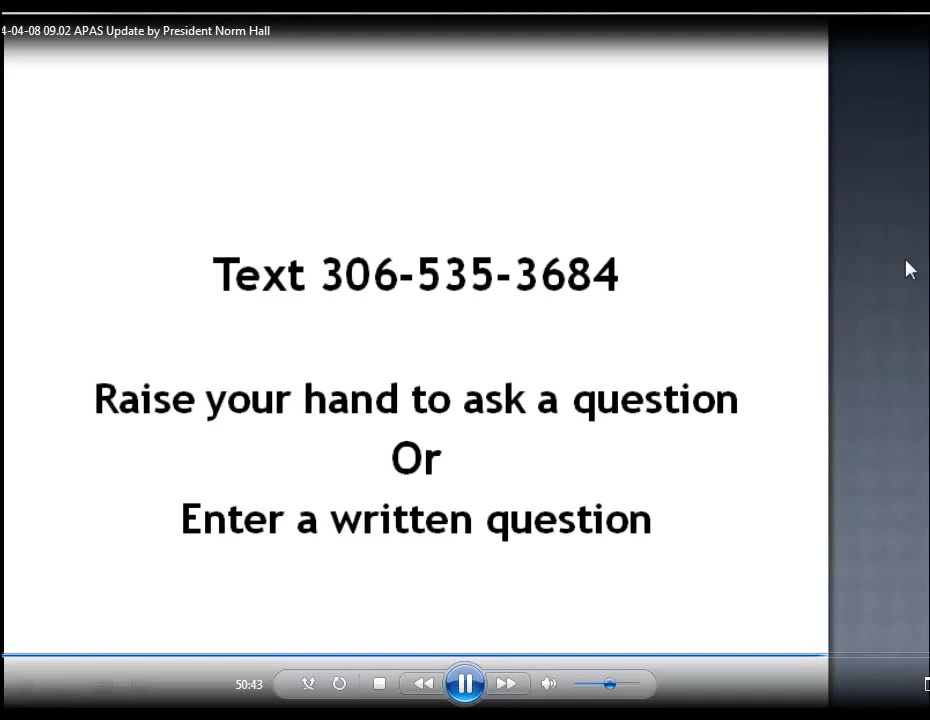 4-04-08 09.02 APAS Update by President Norm Hall
Text 306-535-3684
Raise your hand to ask a question
Or
Enter a written question
50:43